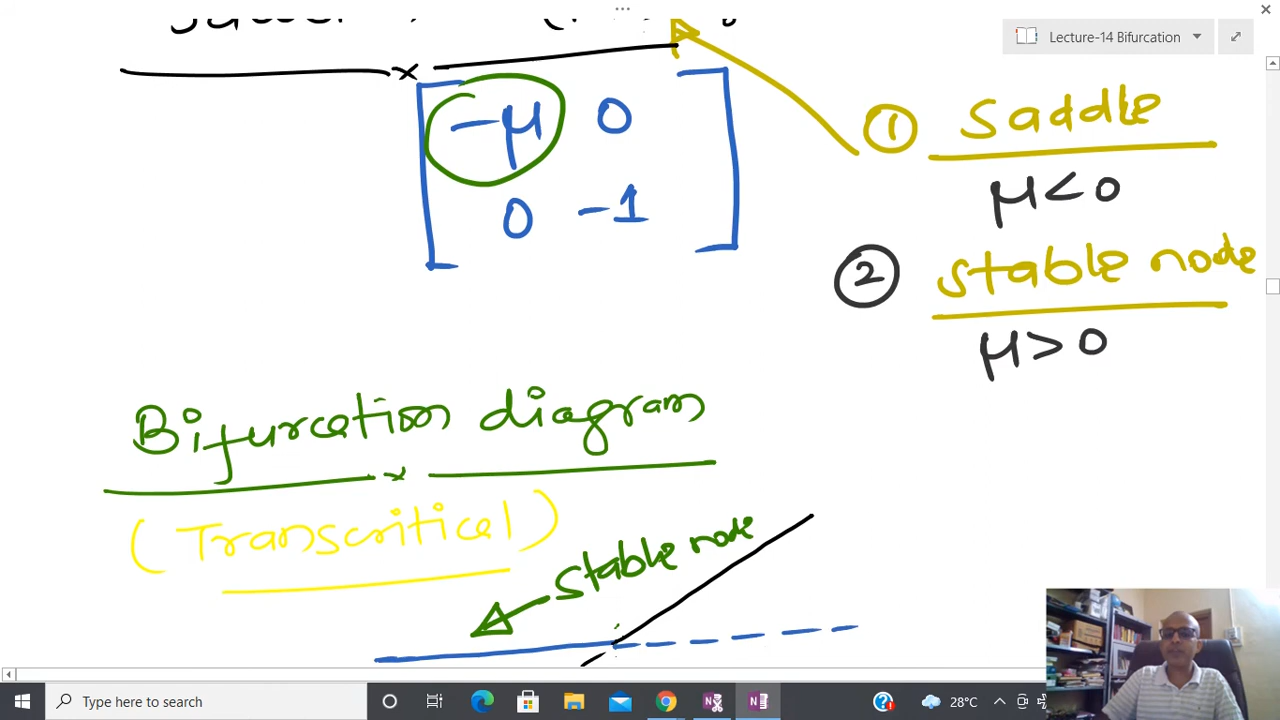 ...
Lecture-14 Bifurcation
-μ 0
0 -1
① Saddle
μ<0
② stable node
μ>0
Bifurcation diagram
x
(Transcritical)
stable node
Type here to search
28°C